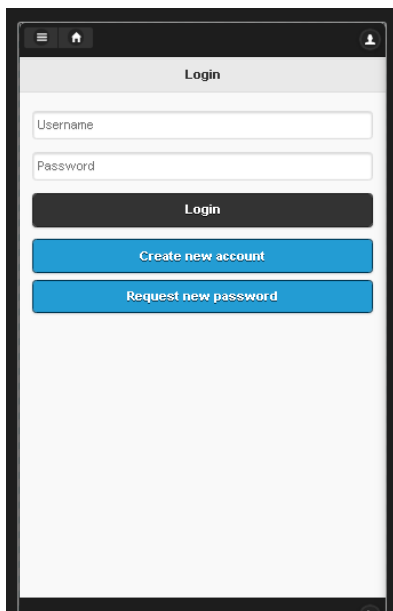 Login
Username
Password
Login
Create new account
Request new password